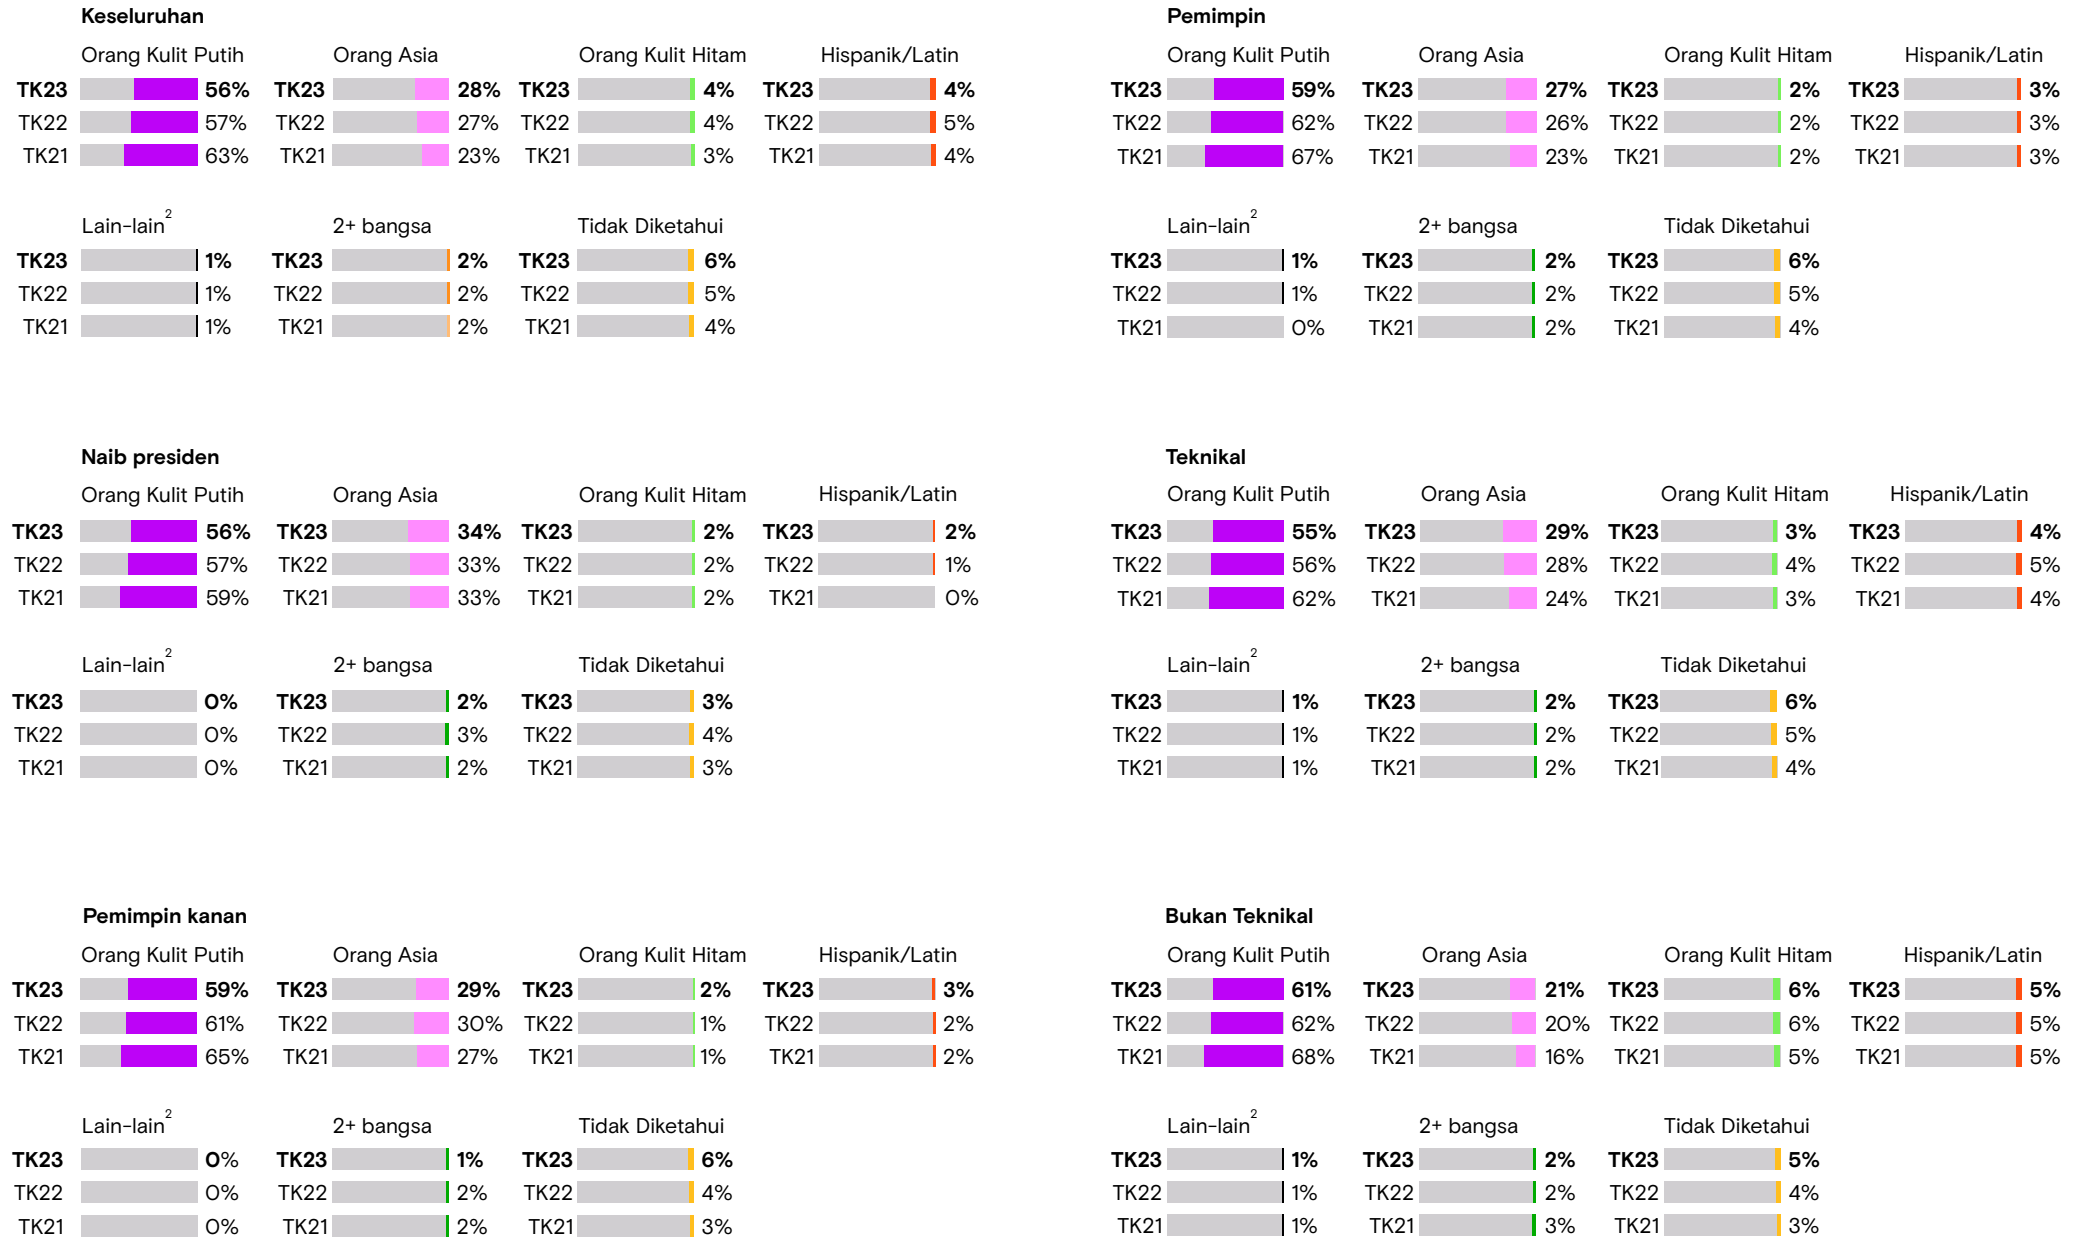 Keseluruhan
Orang Kulit Putih Orang Asia Orang Kulit Hitam Hispanik/Latin
TK23 56% TK23 28% TK23 4% TK23 4%
TK22 57% TK22 27% TK22 4% TK22 5%
TK21 63% TK21 23% TK21 3% TK21 4%
Lain-lain2 2+ bangsa Tidak Diketahui
TK23 1% TK23 2% TK23 6%
TK22 1% TK22 2% TK22 5%
TK21 1% TK21 2% TK21 4%
Pemimpin
Orang Kulit Putih Orang Asia Orang Kulit Hitam Hispanik/Latin
TK23 59% TK23 27% TK23 2% TK23 3%
TK22 62% TK22 26% TK22 2% TK22 3%
TK21 67% TK21 23% TK21 2% TK21 3%
Lain-lain2 2+ bangsa Tidak Diketahui
TK23 1% TK23 2% TK23 6%
TK22 1% TK22 2% TK22 5%
TK21 0% TK21 2% TK21 4%
Naib presiden
Orang Kulit Putih Orang Asia Orang Kulit Hitam Hispanik/Latin
TK23 56% TK23 34% TK23 2% TK23 2%
TK22 57% TK22 33% TK22 2% TK22 1%
TK21 59% TK21 33% TK21 2% TK21 0%
Lain-lain2 2+ bangsa Tidak Diketahui
TK23 0% TK23 2% TK23 3%
TK22 0% TK22 3% TK22 4%
TK21 0% TK21 2% TK21 3%
Teknikal
Orang Kulit Putih Orang Asia Orang Kulit Hitam Hispanik/Latin
TK23 55% TK23 29% TK23 3% TK23 4%
TK22 56% TK22 28% TK22 4% TK22 5%
TK21 62% TK21 24% TK21 3% TK21 4%
Lain-lain2 2+ bangsa Tidak Diketahui
TK23 1% TK23 2% TK23 6%
TK22 1% TK22 2% TK22 5%
TK21 1% TK21 2% TK21 4%
Pemimpin kanan
Orang Kulit Putih Orang Asia Orang Kulit Hitam Hispanik/Latin
TK23 59% TK23 29% TK23 2% TK23 3%
TK22 61% TK22 30% TK22 1% TK22 2%
TK21 65% TK21 27% TK21 1% TK21 2%
Lain-lain2 2+ bangsa Tidak Diketahui
TK23 0% TK23 1% TK23 6%
TK22 0% TK22 2% TK22 4%
TK21 0% TK21 2% TK21 3%
Bukan Teknikal
Orang Kulit Putih Orang Asia Orang Kulit Hitam Hispanik/Latin
TK23 61% TK23 21% TK23 6% TK23 5%
TK22 62% TK22 20% TK22 6% TK22 5%
TK21 68% TK21 16% TK21 5% TK21 5%
Lain-lain2 2+ bangsa Tidak Diketahui
TK23 1% TK23 2% TK23 5%
TK22 1% TK22 2% TK22 4%
TK21 1% TK21 3% TK21 3%